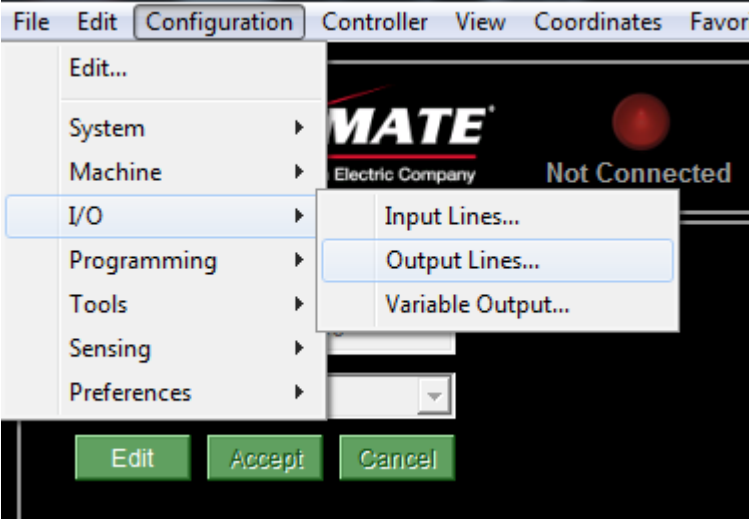 File Edit Configuration Controller View Coordinates Favor
Edit...
System
Machine
I/O
Programming
Tools
Sensing
Preferences
Input Lines...
Output Lines...
Variable Output...
MATE
Electric Company
Not Connected
Edit Accept Cancel